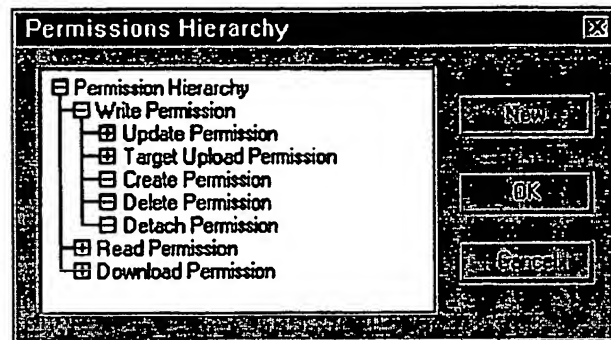 Permissions Hierarchy
Permission Hierarchy
Write Permission
Update Permission
Target Upload Permission
Create Permission
Delete Permission
Detach Permission
Read Permission
Download Permission
New
OK
Cancel